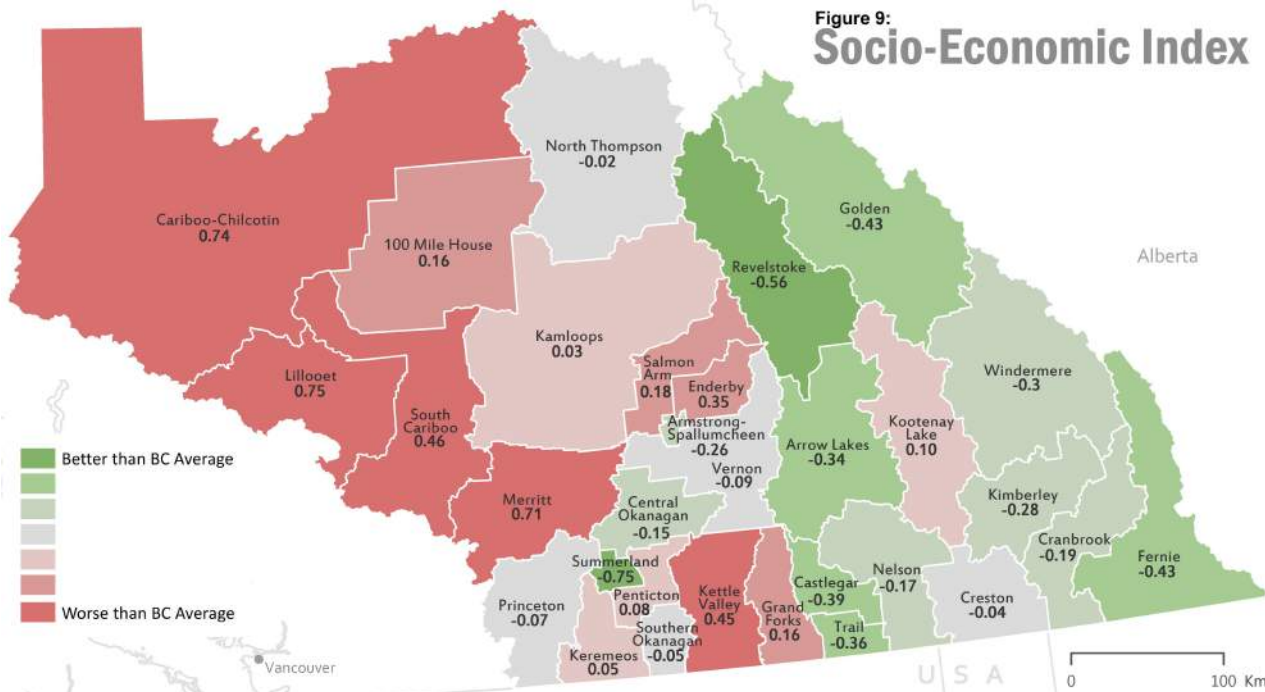 Figure 9:
Socio-Economic Index
North Thompson
-0.02
Cariboo-Chilcotin
0.74
100 Mile House
0.16
Golden
-0.43
Revelstoke
-0.56
Alberta
Kamloops
0.03
Salmon
Arm
0.18
Enderby
0.35
Lillooet
0.75
South
Cariboo
0.46
Windermere
-0.3
Armstrong-
Spallumcheen
-0.26
Arrow Lakes
-0.34
Kootenay
Lake
0.10
Vernon
-0.09
Better than BC Average
Worse than BC Average
Merritt
0.71
Central
Okanagan
-0.15
Kimberley
-0.28
Cranbrook
-0.19
Fernie
-0.43
Summerland
-0.75
Penticton
0.08
Kettle
Valley
0.45
Grand
Forks
0.16
Castlegar
-0.39
Nelson
-0.17
Creston
-0.04
Princeton
-0.07
Southern
Okanagan
-0.05
Keremeos
0.05
Trail
-0.36
Vancouver
USA
0
100 Km